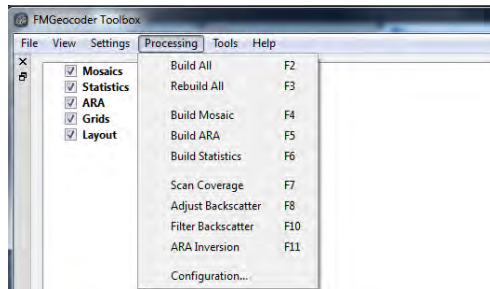 FMGeocoder Toolbox
File View Settings Processing Tools Help
Mosaics
Statistics
ARA
Grids
Layout
Build All F2
Rebuild All F3
Build Mosaic F4
Build ARA F5
Build Statistics F6
Scan Coverage F7
Adjust Backscatter F8
Filter Backscatter F10
ARA Inversion F11
Configuration...